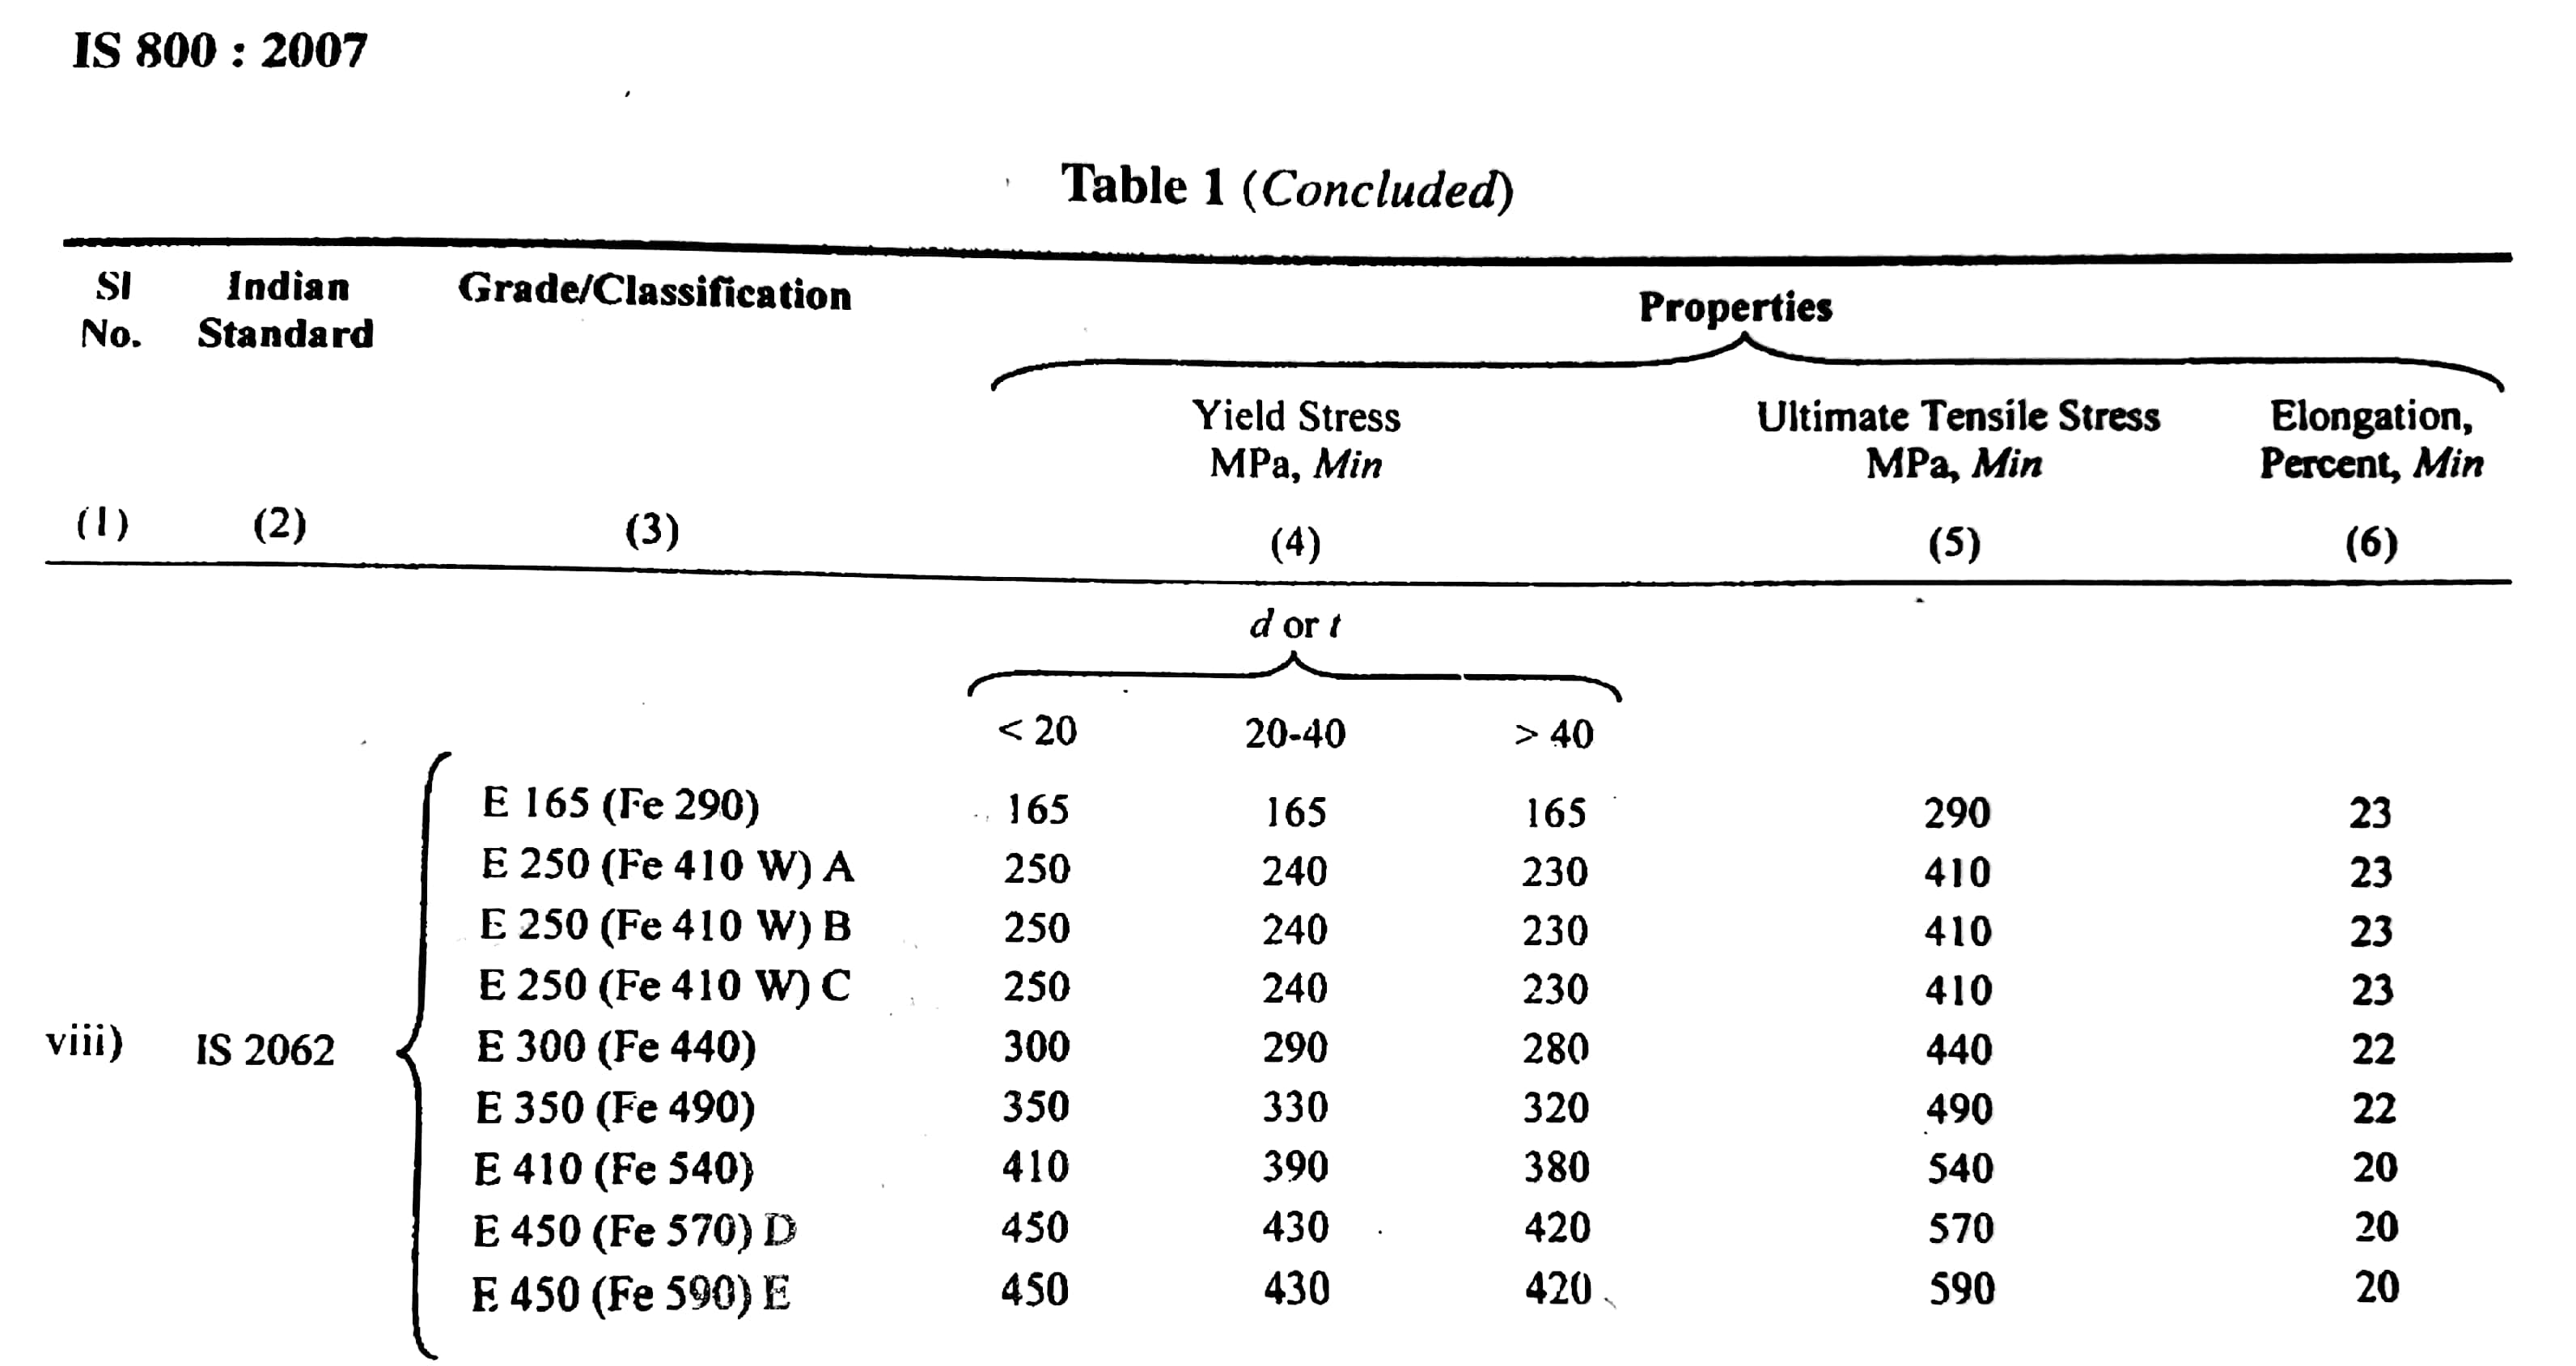 IS 800 : 2007
Table 1 (Concluded)
Sl No. Indian Standard Grade/Classification Properties
Yield Stress MPa, Min Ultimate Tensile Stress MPa, Min Elongation, Percent, Min
(1) (2) (3) (4) (5) (6)
d or t
< 20 20-40 > 40
E 165 (Fe 290) 165 165 165 290 23
E 250 (Fe 410 W) A 250 240 230 410 23
E 250 (Fe 410 W) B 250 240 230 410 23
E 250 (Fe 410 W) C 250 240 230 410 23
viii) IS 2062 E 300 (Fe 440) 300 290 280 440 22
E 350 (Fe 490) 350 330 320 490 22
E 410 (Fe 540) 410 390 380 540 20
E 450 (Fe 570) D 450 430 420 570 20
E 450 (Fe 590) E 450 430 420 590 20